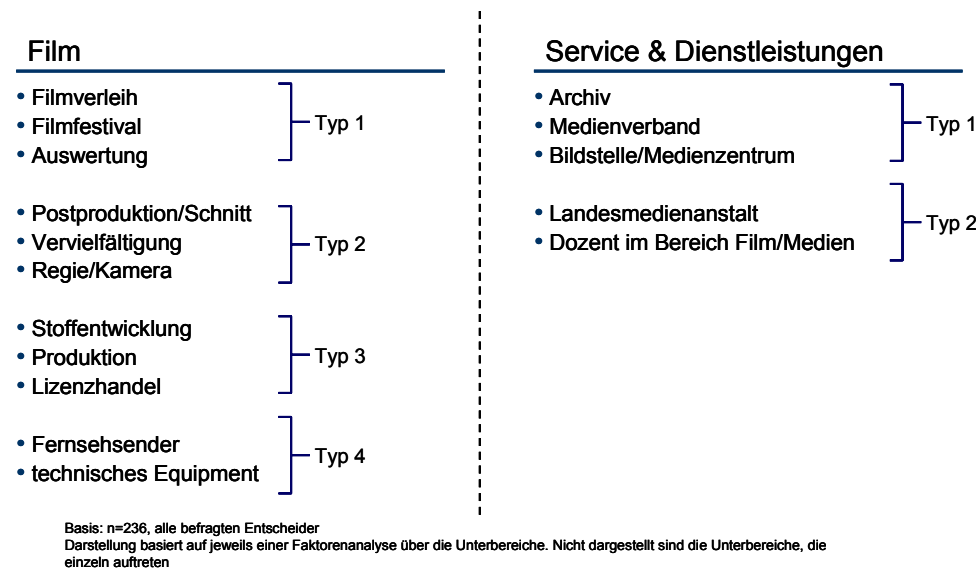 Film
• Filmverleih
• Filmfestival
• Auswertung
Typ 1
• Postproduktion/Schnitt
• Vervielfältigung
• Regie/Kamera
Typ 2
• Stoffentwicklung
• Produktion
• Lizenzhandel
Typ 3
• Fernsehsender
• technisches Equipment
Typ 4
Service & Dienstleistungen
• Archiv
• Medienverband
• Bildstelle/Medienzentrum
Typ 1
• Landesmedienanstalt
• Dozent im Bereich Film/Medien
Typ 2
Basis: n=236, alle befragten Entscheider
Darstellung basiert auf jeweils einer Faktorenanalyse über die Unterbereiche. Nicht dargestellt sind die Unterbereiche, die
einzeln auftreten